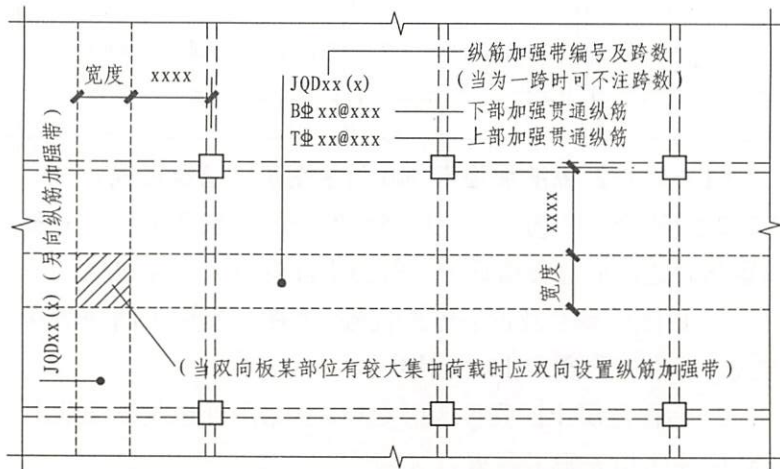 宽度
xxxx
JQDxx(x)
B⌽xx@xxx
T⌽xx@xxx
纵筋加强带编号及跨数
(当为一跨时可不注跨数)
下部加强贯通纵筋
上部加强贯通纵筋
xxxx
宽度
JQDxx(x)(另向纵筋加强带)
(当双向板某部位有较大集中荷载时应双向设置纵筋加强带)